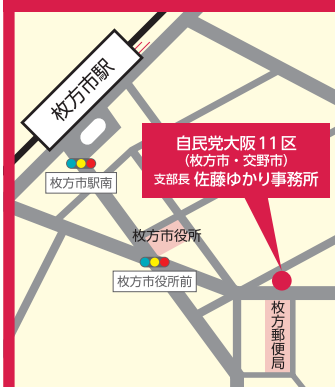 枚方市駅
自民党大阪11区
(枚方市・交野市)
支部長 佐藤ゆかり事務所
枚方市駅南
枚方市役所
枚方市役所前
枚方郵便局